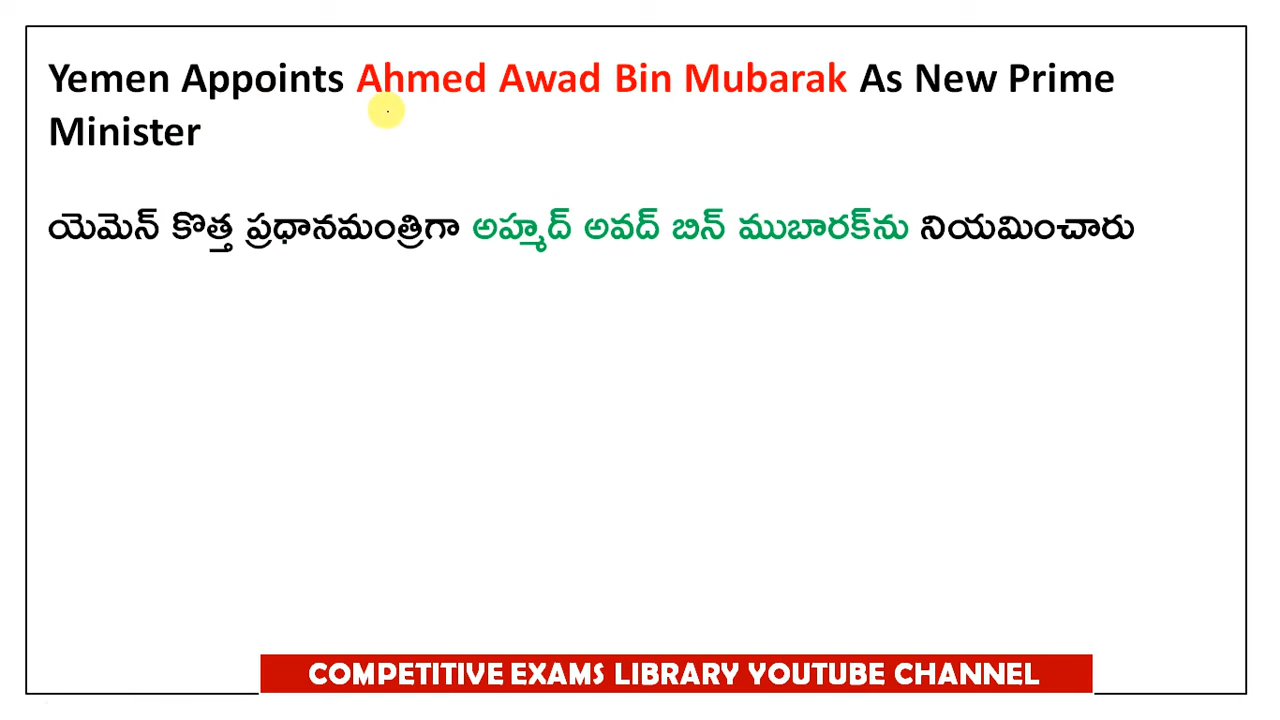 Yemen Appoints Ahmed Awad Bin Mubarak As New Prime
Minister
యెమెన్ కొత్త ప్రధానమంత్రిగా అహ్మద్ అవద్ బిన్ ముబారక్‌ను నియమించారు
COMPETITIVE EXAMS LIBRARY YOUTUBE CHANNEL